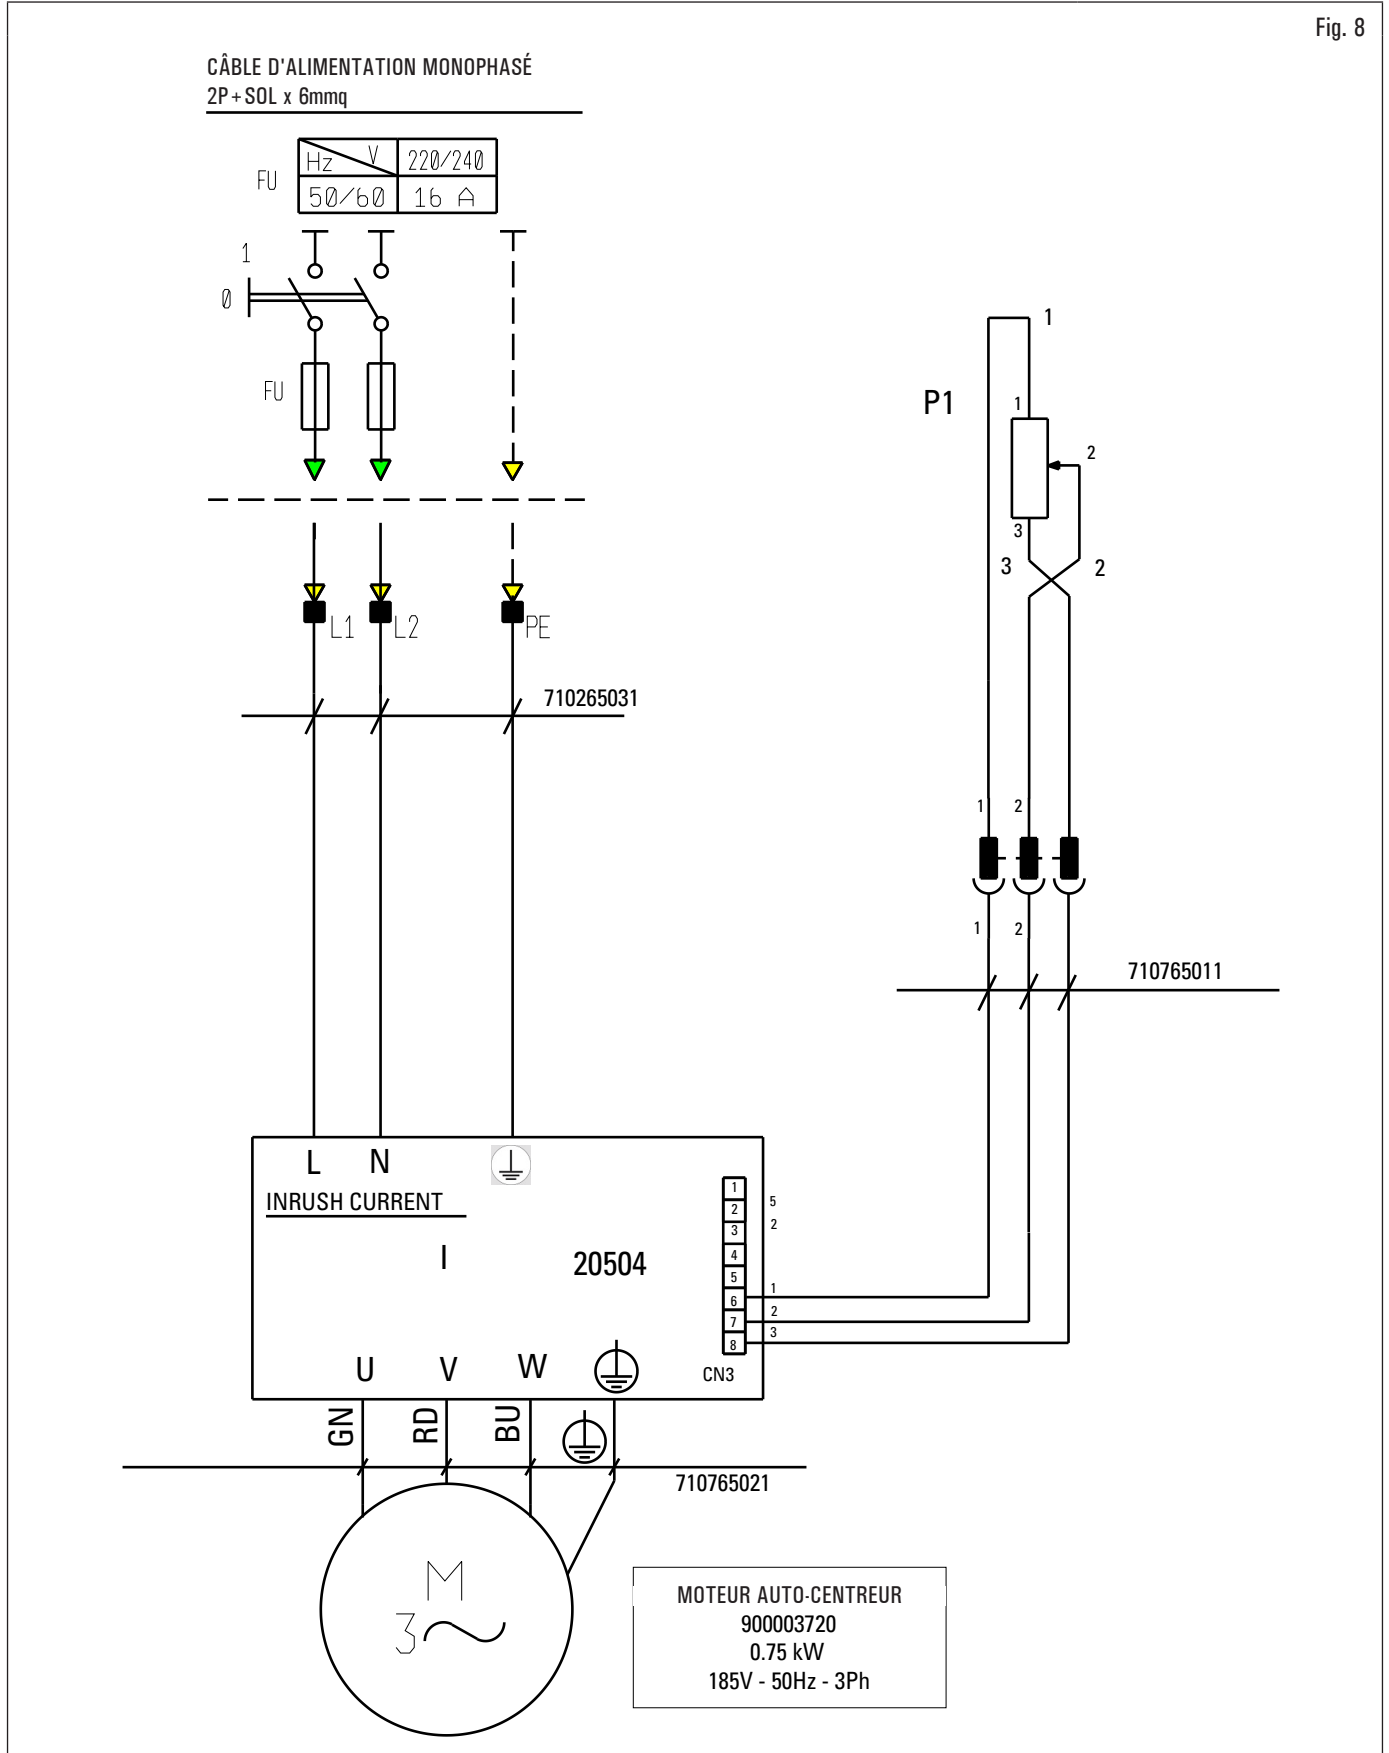 Fig. 8
CÂBLE D'ALIMENTATION MONOPHASÉ
2P+SOL x 6mmq
FU
Hz V 220/240
50/60 16 A
1
0
FU
L1 L2 PE
710265031
1
P1
1
2
3
3 2
1 2
1 2
710765011
L N
INRUSH CURRENT
I
20504
1
2
3
4
5
6
7
8
5
2
1
2
3
CN3
U V W
GN RD BU
710765021
M
3
MOTEUR AUTO-CENTREUR
900003720
0.75 kW
185V - 50Hz - 3Ph